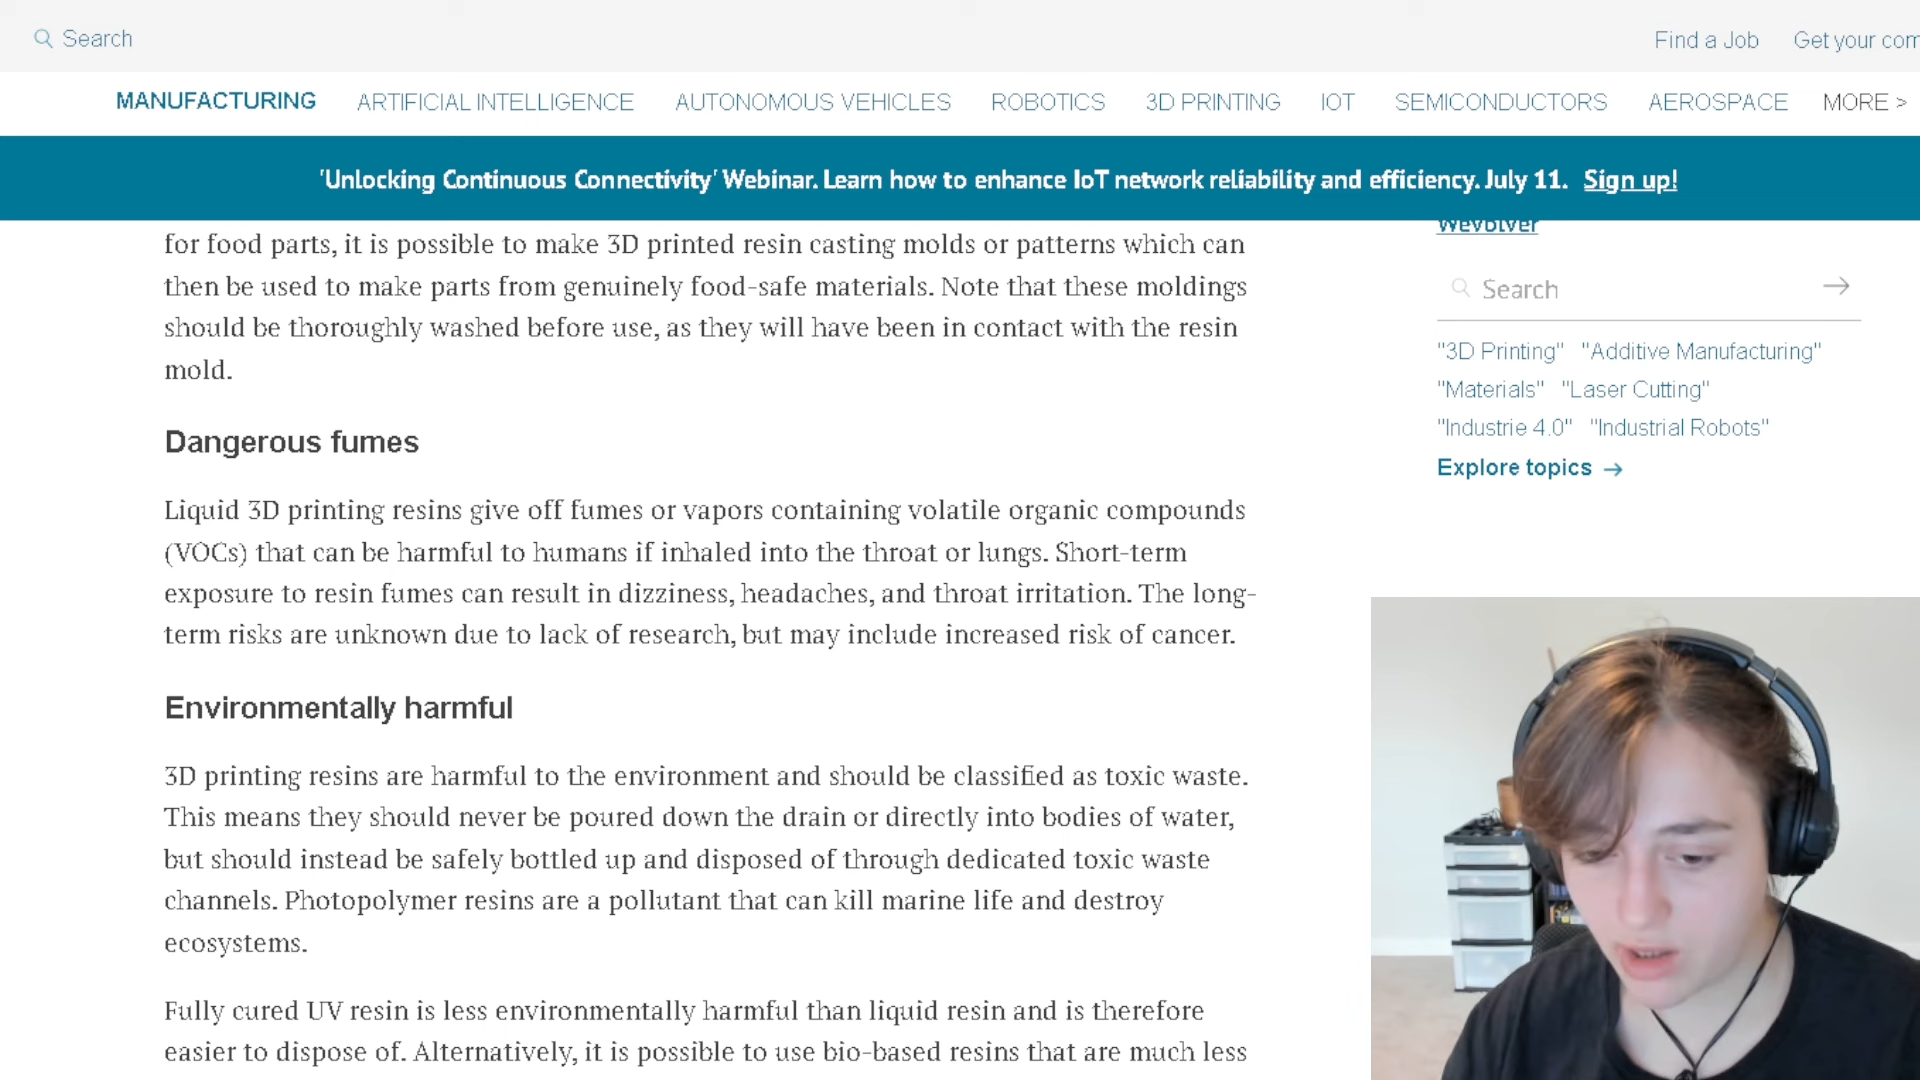 Search
Find a Job
Get your com
MANUFACTURING
ARTIFICIAL INTELLIGENCE
AUTONOMOUS VEHICLES
ROBOTICS
3D PRINTING
IOT
SEMICONDUCTORS
AEROSPACE
MORE >
'Unlocking Continuous Connectivity' Webinar. Learn how to enhance IoT network reliability and efficiency. July 11. Sign up!
for food parts, it is possible to make 3D printed resin casting molds or patterns which can
then be used to make parts from genuinely food-safe materials. Note that these moldings
should be thoroughly washed before use, as they will have been in contact with the resin
mold.
Dangerous fumes
Liquid 3D printing resins give off fumes or vapors containing volatile organic compounds
(VOCs) that can be harmful to humans if inhaled into the throat or lungs. Short-term
exposure to resin fumes can result in dizziness, headaches, and throat irritation. The long-
term risks are unknown due to lack of research, but may include increased risk of cancer.
Environmentally harmful
3D printing resins are harmful to the environment and should be classified as toxic waste.
This means they should never be poured down the drain or directly into bodies of water,
but should instead be safely bottled up and disposed of through dedicated toxic waste
channels. Photopolymer resins are a pollutant that can kill marine life and destroy
ecosystems.
Fully cured UV resin is less environmentally harmful than liquid resin and is therefore
easier to dispose of. Alternatively, it is possible to use bio-based resins that are much less
Wevolver
Search
"3D Printing" "Additive Manufacturing"
"Materials" "Laser Cutting"
"Industrie 4.0" "Industrial Robots"
Explore topics →